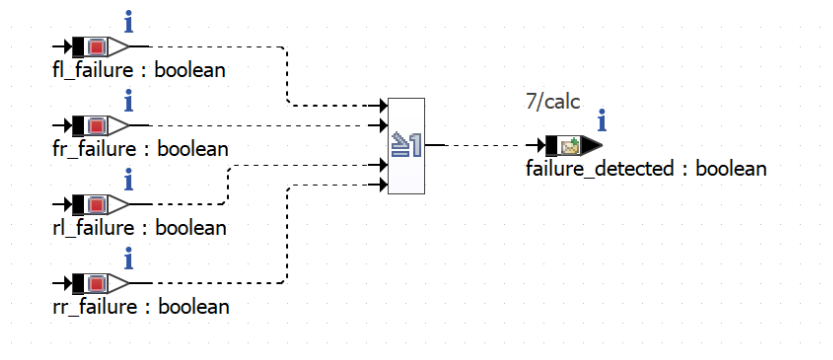 i
fl_failure : boolean
i
fr_failure : boolean
≥1
7/calc
i
failure_detected : boolean
i
rl_failure : boolean
i
rr_failure : boolean